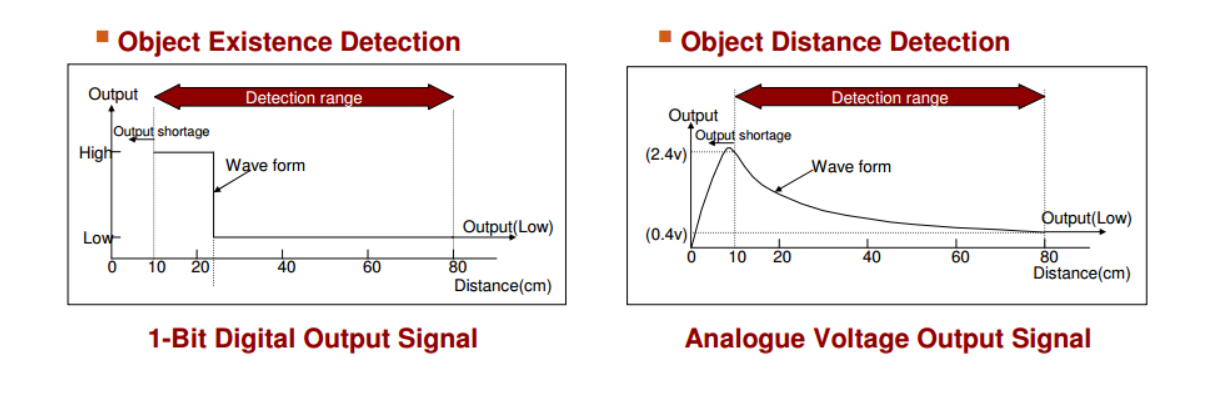 Object Existence Detection
Output
Detection range
Output shortage
High
Wave form
Low
Output(Low)
0 10 20 40 60 80
Distance(cm)
1-Bit Digital Output Signal
Object Distance Detection
Detection range
Output
Output shortage
(2.4v)
Wave form
Output(Low)
(0.4v)
0 10 20 40 60 80
Distance(cm)
Analogue Voltage Output Signal